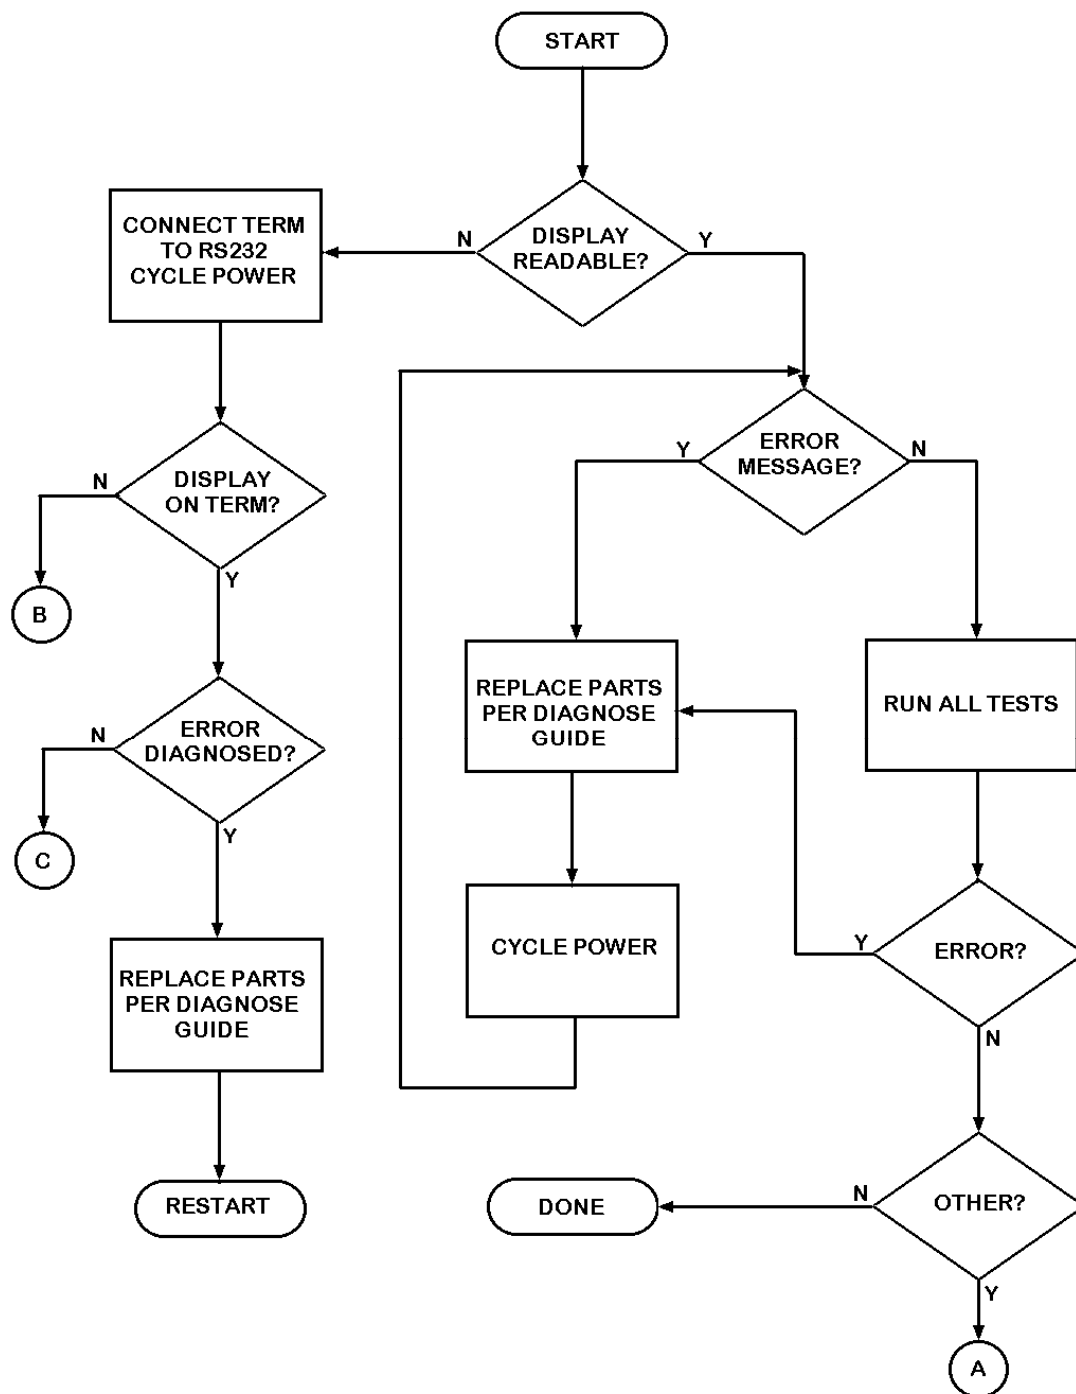 START
DISPLAY
READABLE?
N
Y
CONNECT TERM
TO RS232
CYCLE POWER
ERROR
MESSAGE?
Y
N
DISPLAY
ON TERM?
N
Y
B
REPLACE PARTS
PER DIAGNOSE
GUIDE
RUN ALL TESTS
ERROR
DIAGNOSED?
N
Y
C
CYCLE POWER
ERROR?
Y
N
REPLACE PARTS
PER DIAGNOSE
GUIDE
RESTART
DONE
OTHER?
N
Y
A